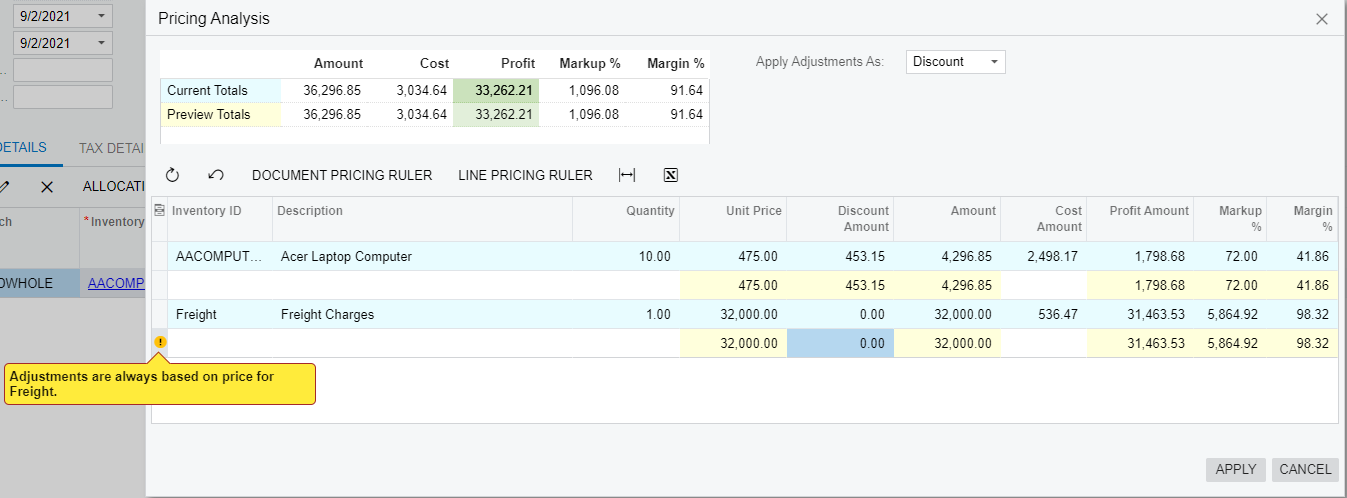 9/2/2021
9/2/2021
Pricing Analysis
Amount Cost Profit Markup % Margin %
Current Totals 36,296.85 3,034.64 33,262.21 1,096.08 91.64
Preview Totals 36,296.85 3,034.64 33,262.21 1,096.08 91.64
Apply Adjustments As: Discount
DETAILS TAX DETAI
ALLOCATI
DOCUMENT PRICING RULER LINE PRICING RULER
ch *Inventory
Inventory ID Description Quantity Unit Price Discount Amount Amount Cost Amount Profit Amount Markup % Margin %
AACOMPUT... Acer Laptop Computer 10.00 475.00 453.15 4,296.85 2,498.17 1,798.68 72.00 41.86
OWHOLE AACOMP
475.00 453.15 4,296.85 1,798.68 72.00 41.86
Freight Freight Charges 1.00 32,000.00 0.00 32,000.00 536.47 31,463.53 5,864.92 98.32
32,000.00 0.00 32,000.00 31,463.53 5,864.92 98.32
Adjustments are always based on price for
Freight.
APPLY CANCEL